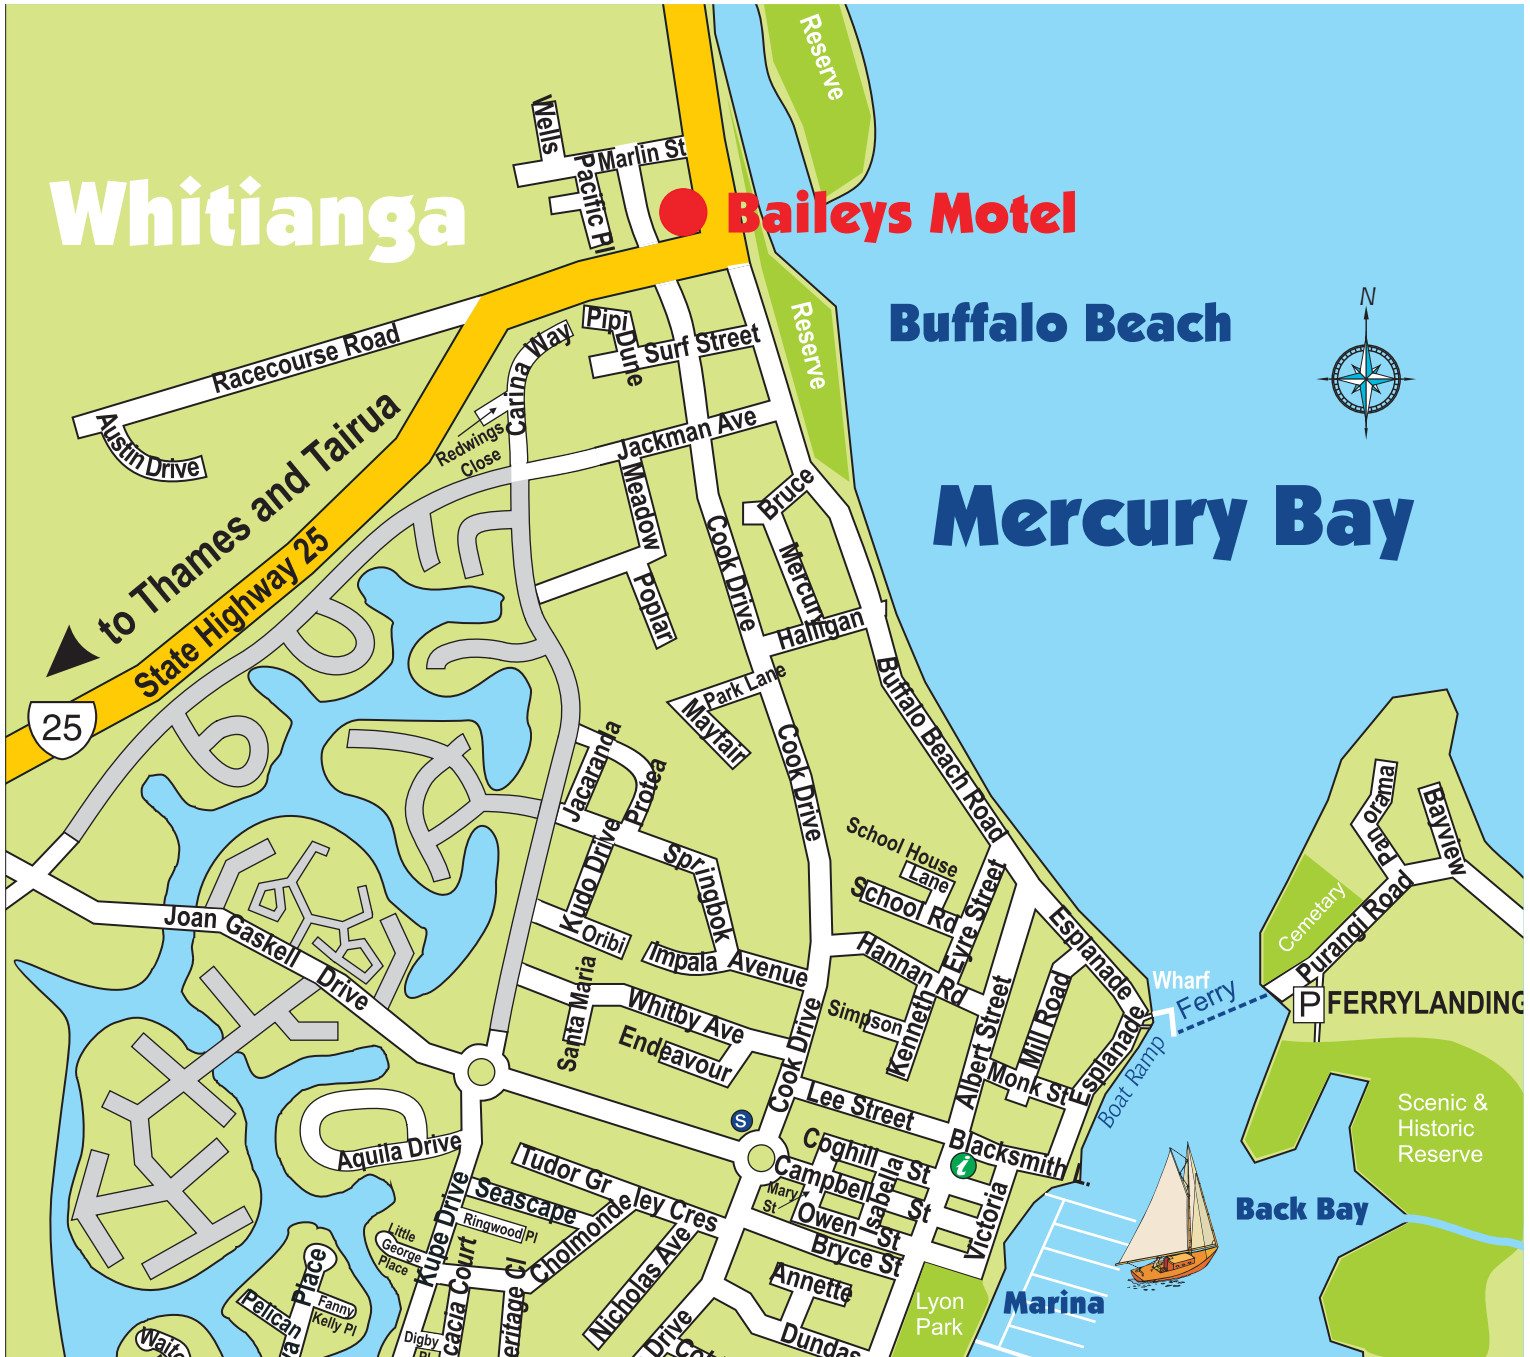 Reserve
Wells
Marlin St
Pacific Pl
Whitianga
Baileys Motel
Buffalo Beach
N
Reserve
Pipi
Dune
Surf Street
Carina Way
Racecourse Road
Austin Drive
Redwings
Close
Jackman Ave
to Thames and Tairua
State Highway 25
25
Meadow
Poplar
Cook Drive
Bruce
Mercury
Halligan
Mercury Bay
Park Lane
Mayfair
Buffalo Beach Road
Cook Drive
Jacaranda
Protea
Kudo Drive
Springbok
Oribi
Impala Avenue
School House
Lane
School Rd
Eyre Street
Hannan Rd
Esplanade
Panorama
Bayview
Cemetary
Purangi Road
Wharf
Ferry
P
FERRYLANDING
Joan Gaskell Drive
Santa Maria
Whitby Ave
Endeavour
Cook Drive
Simpson
Kenneth
Albert Street
Mill Road
Monk St
Esplanade
Boat Ramp
Lee Street
S
Scenic &
Historic
Reserve
Aquila Drive
Coghill St
Campbell St
Mary
St
Isabella
Owen St
Blacksmith L.
i
Victoria
Back Bay
Tudor Gr
Seascape
Ringwood Pl
Cholmondeley Cres
Kupe Drive
Little
George
Place
Nicholas Ave
Bryce St
Annette
Dundas
Lyon
Park
Marina
Place
Pelican
Fanny
Kelly Pl
Digby
Pl